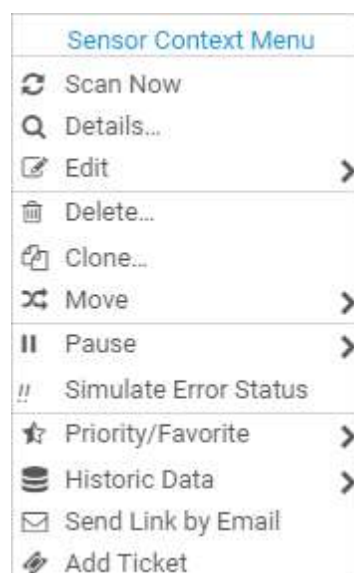 Sensor Context Menu
Scan Now
Details...
Edit
Delete...
Clone...
Move
Pause
!! Simulate Error Status
Priority/Favorite
Historic Data
Send Link by Email
Add Ticket